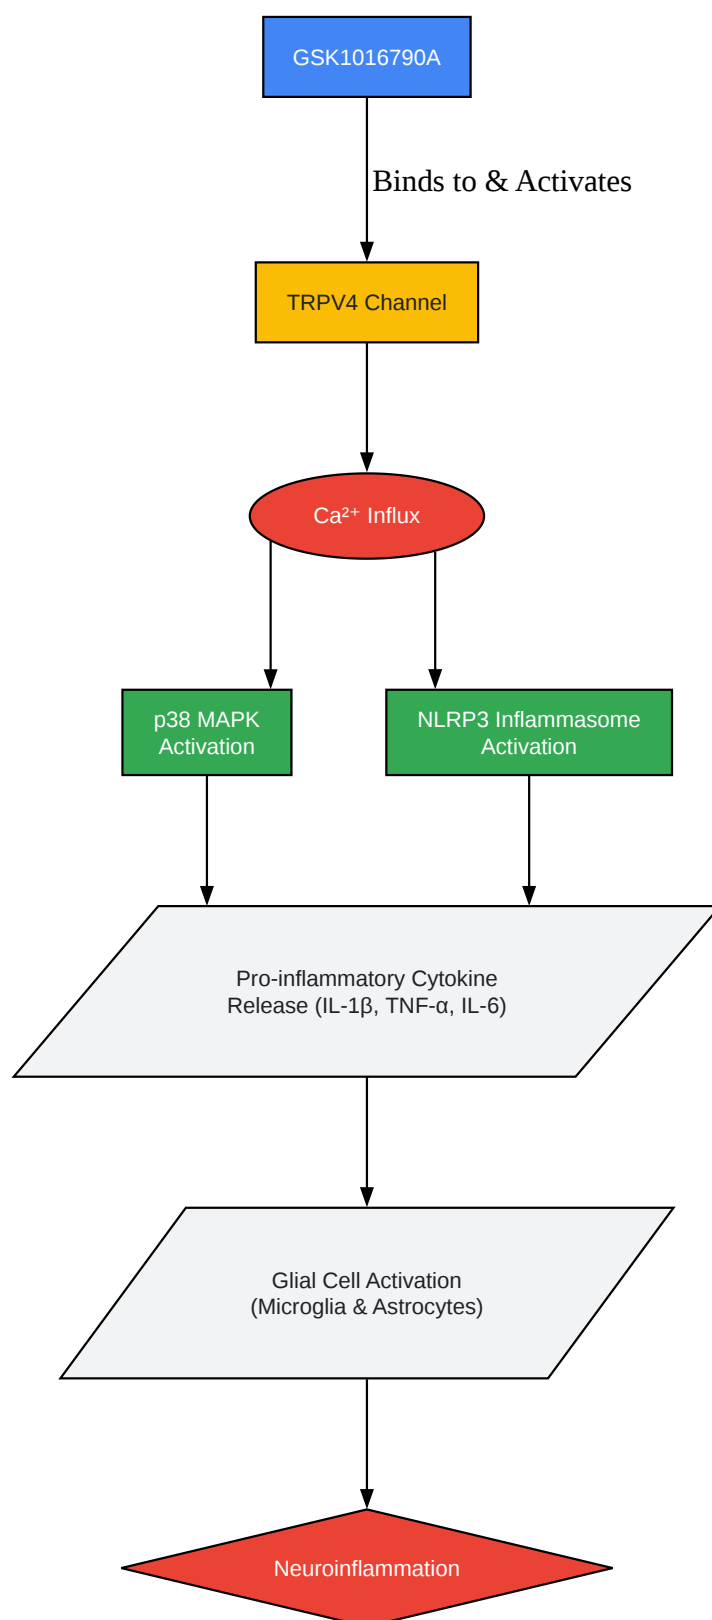 GSK1016790A
Binds to & Activates
TRPV4 Channel
Ca²⁺ Influx
p38 MAPK
Activation
NLRP3 Inflammasome
Activation
Pro-inflammatory Cytokine
Release (IL-1β, TNF-α, IL-6)
Glial Cell Activation
(Microglia & Astrocytes)
Neuroinflammation